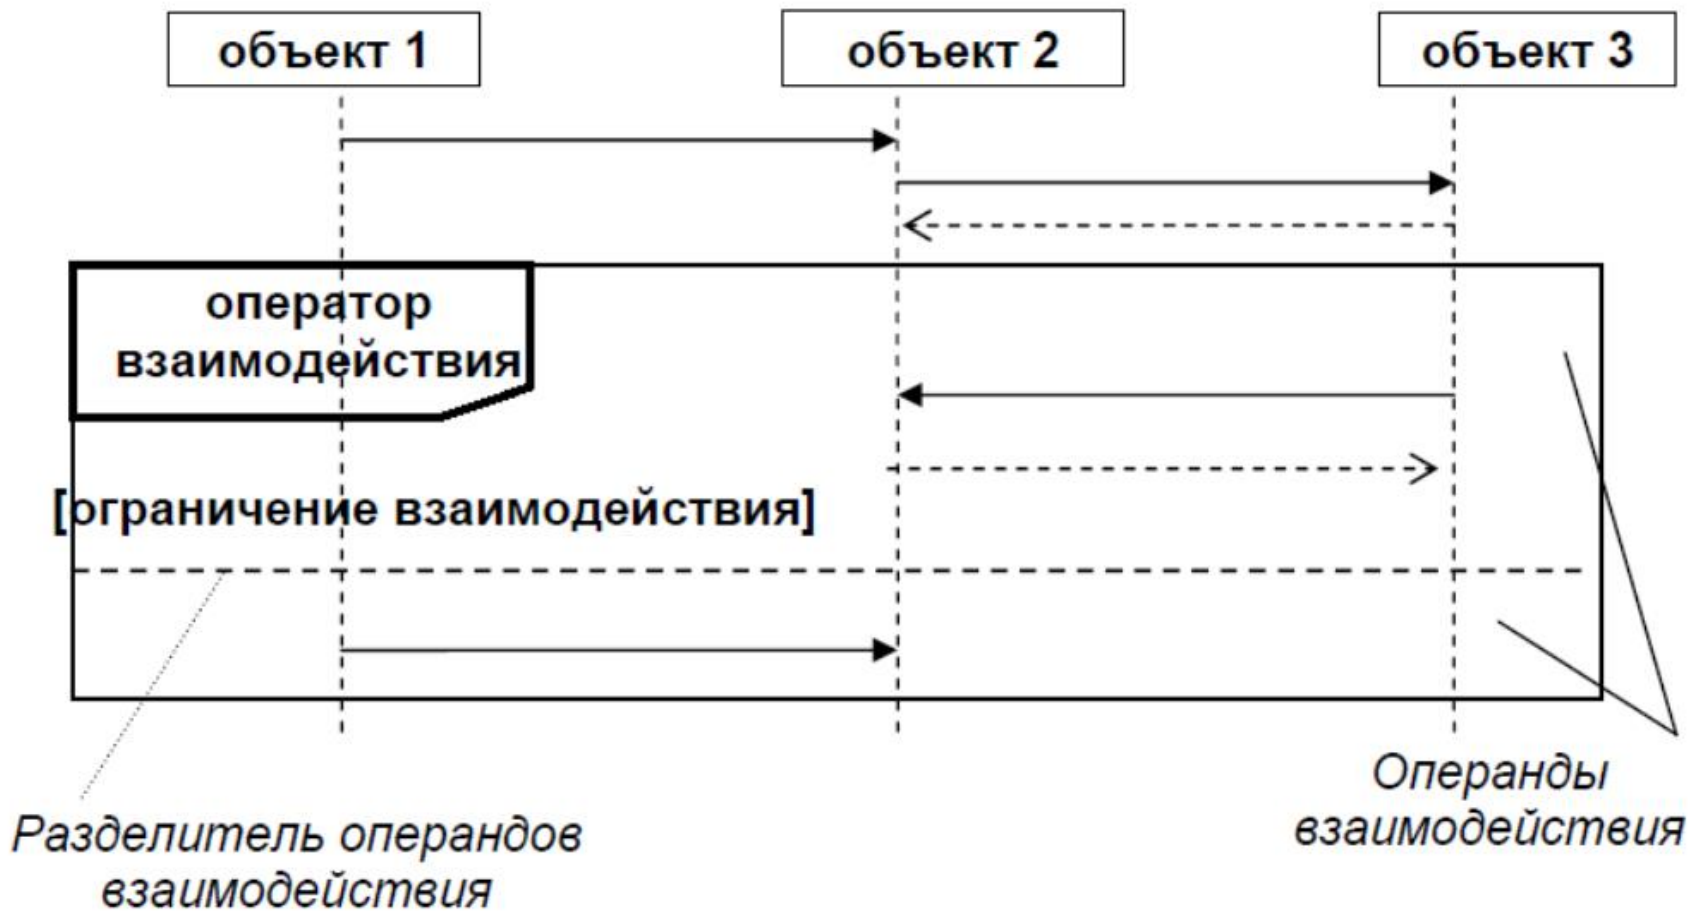 объект 1
объект 2
объект 3
оператор
взаимодействия
[ограничение взаимодействия]
Операнды
взаимодействия
Разделитель операндов
взаимодействия